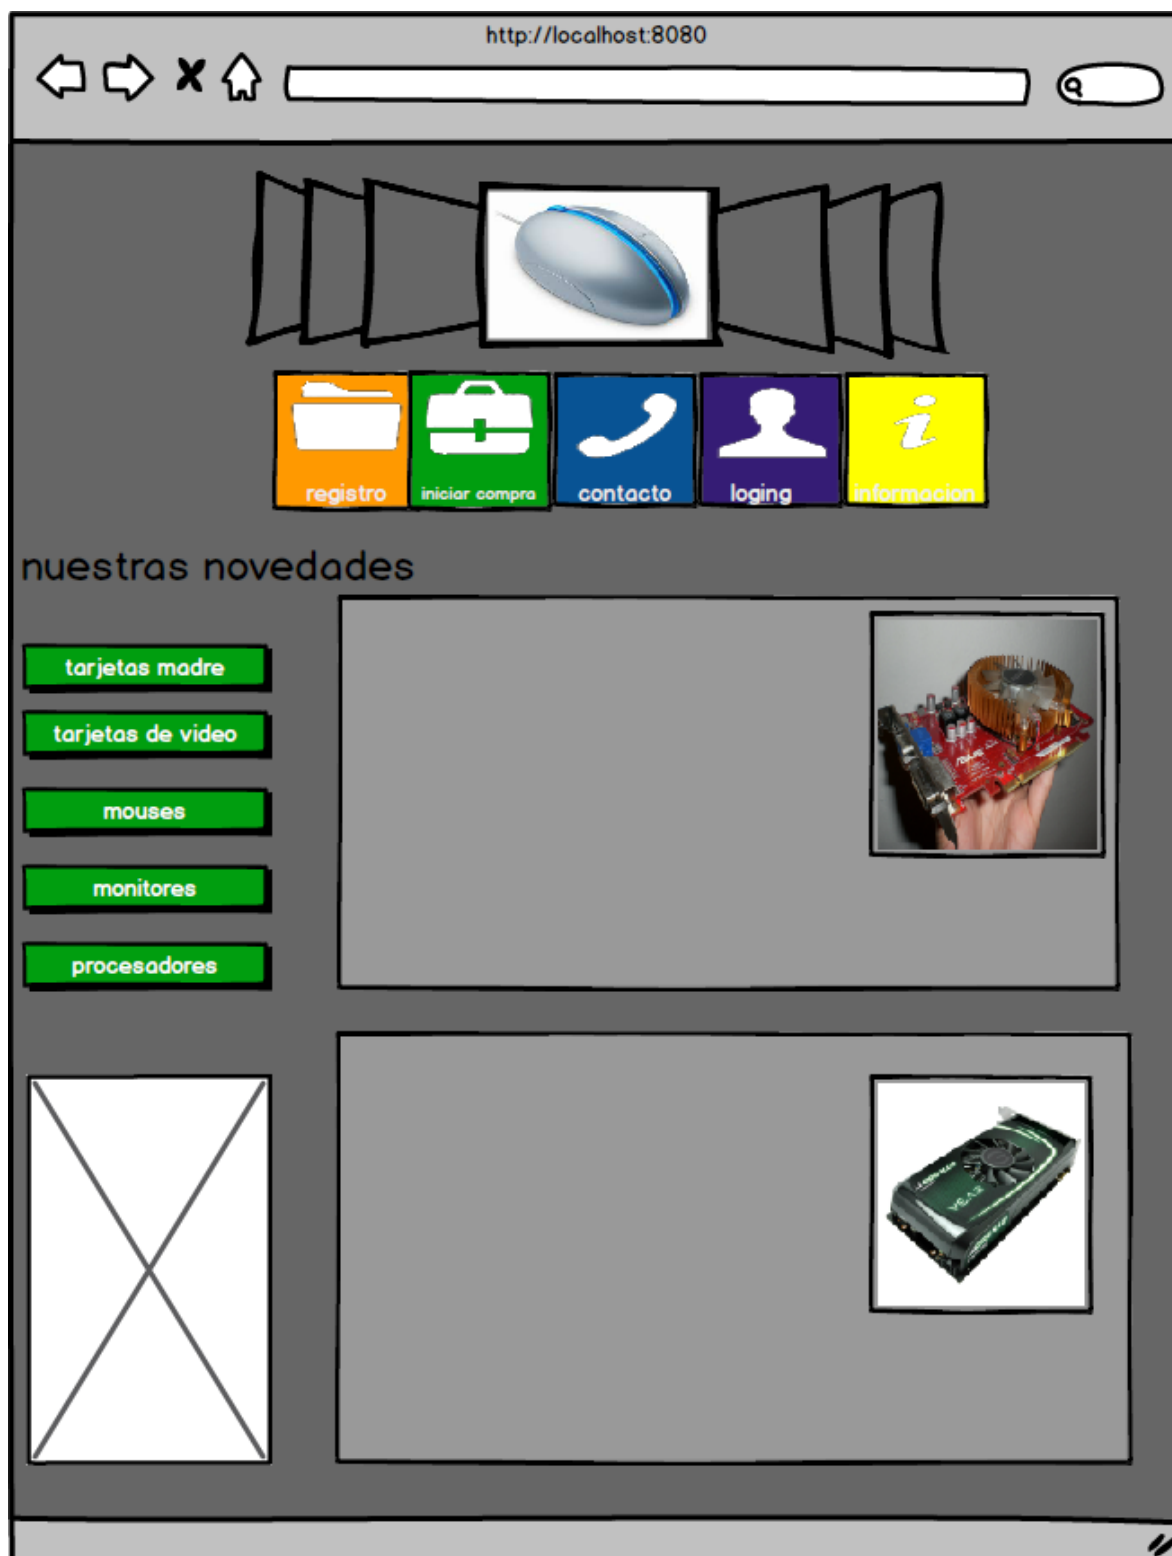 http://localhost:8080
registro
iniciar compra
contacto
loging
informacion
nuestras novedades
tarjetas madre
tarjetas de video
mouses
monitores
procesadores